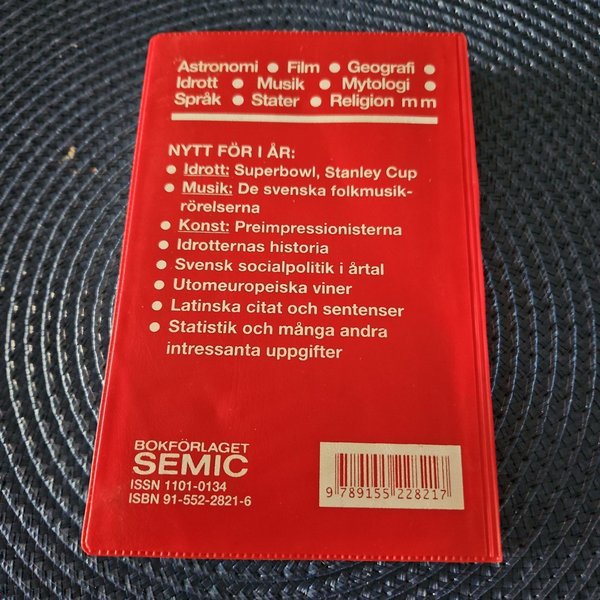 Astronomi ● Film ● Geografi ●
Idrott ● Musik ● Mytologi ●
Språk ● Stater ● Religion m m
NYTT FÖR I ÅR:
● Idrott: Superbowl, Stanley Cup
● Musik: De svenska folkmusik-
rörelserna
● Konst: Preimpressionisterna
● Idrotternas historia
● Svensk socialpolitik i årtal
● Utomeuropeiska viner
● Latinska citat och sentenser
● Statistik och många andra
intressanta uppgifter
BOKFÖRLAGET
SEMIC
ISSN 1101-0134
ISBN 91-552-2821-6
9 789155 228217